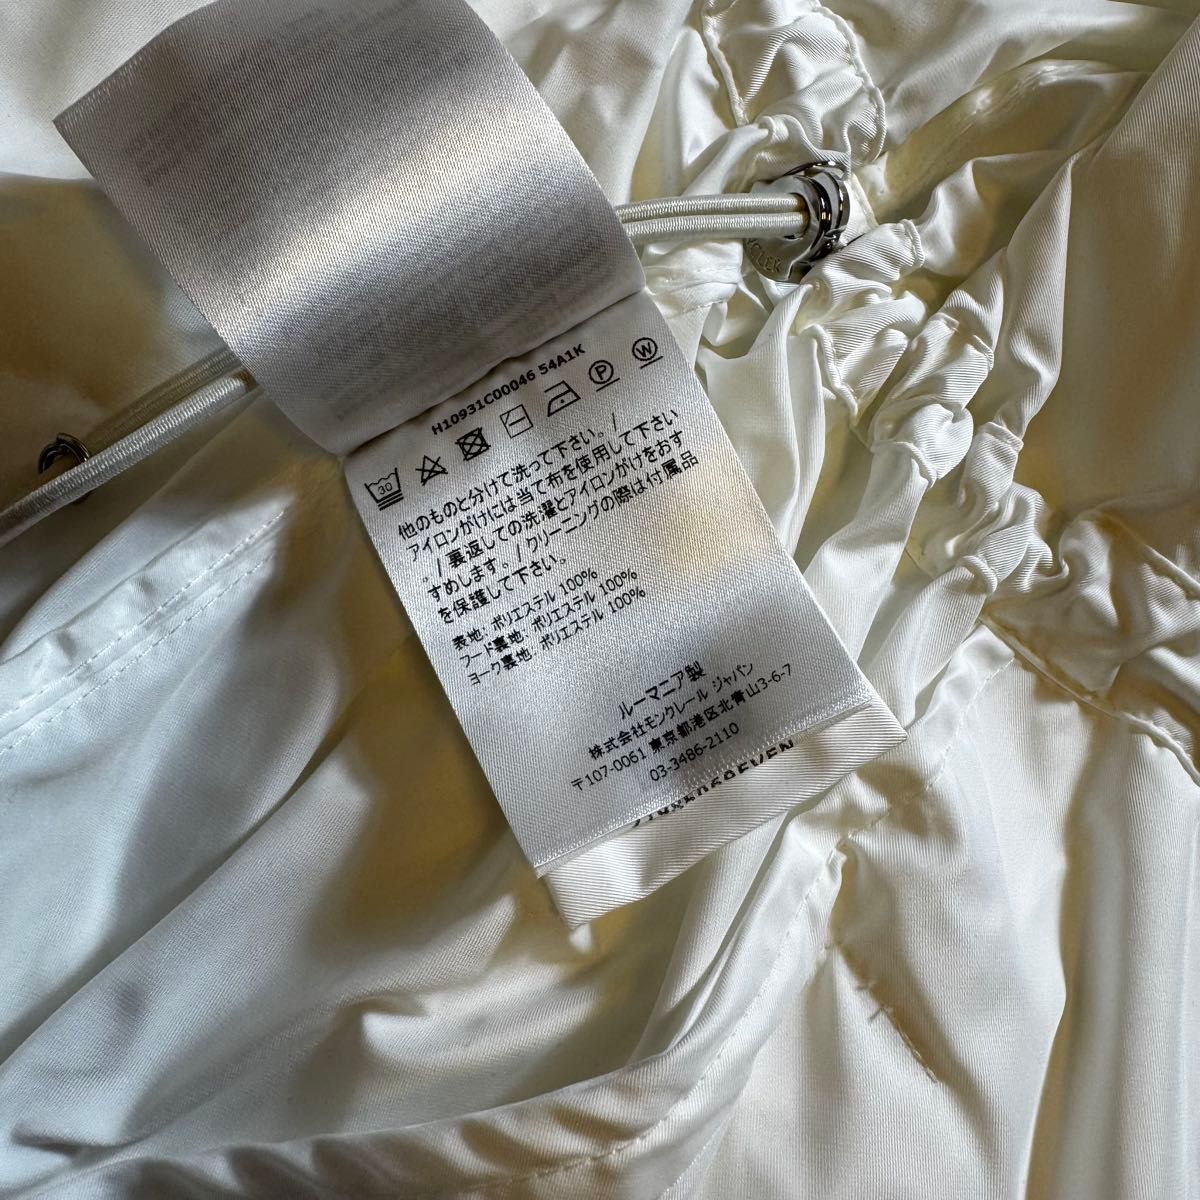 H10931C00046 54A1K
30 P W
他のものと分けて洗って下さい。/
アイロンがけには当て布を使用して下さい
。/ 裏返しての洗濯とアイロンがけをおす
すめします。/ クリーニングの際は付属品
を保護して下さい。
表地: ポリエステル 100%
フード裏地: ポリエステル 100%
ヨーク裏地: ポリエステル 100%
ルーマニア製
株式会社モンクレール ジャパン
〒107-0061 東京都港区北青山3-6-7
03-3486-2110